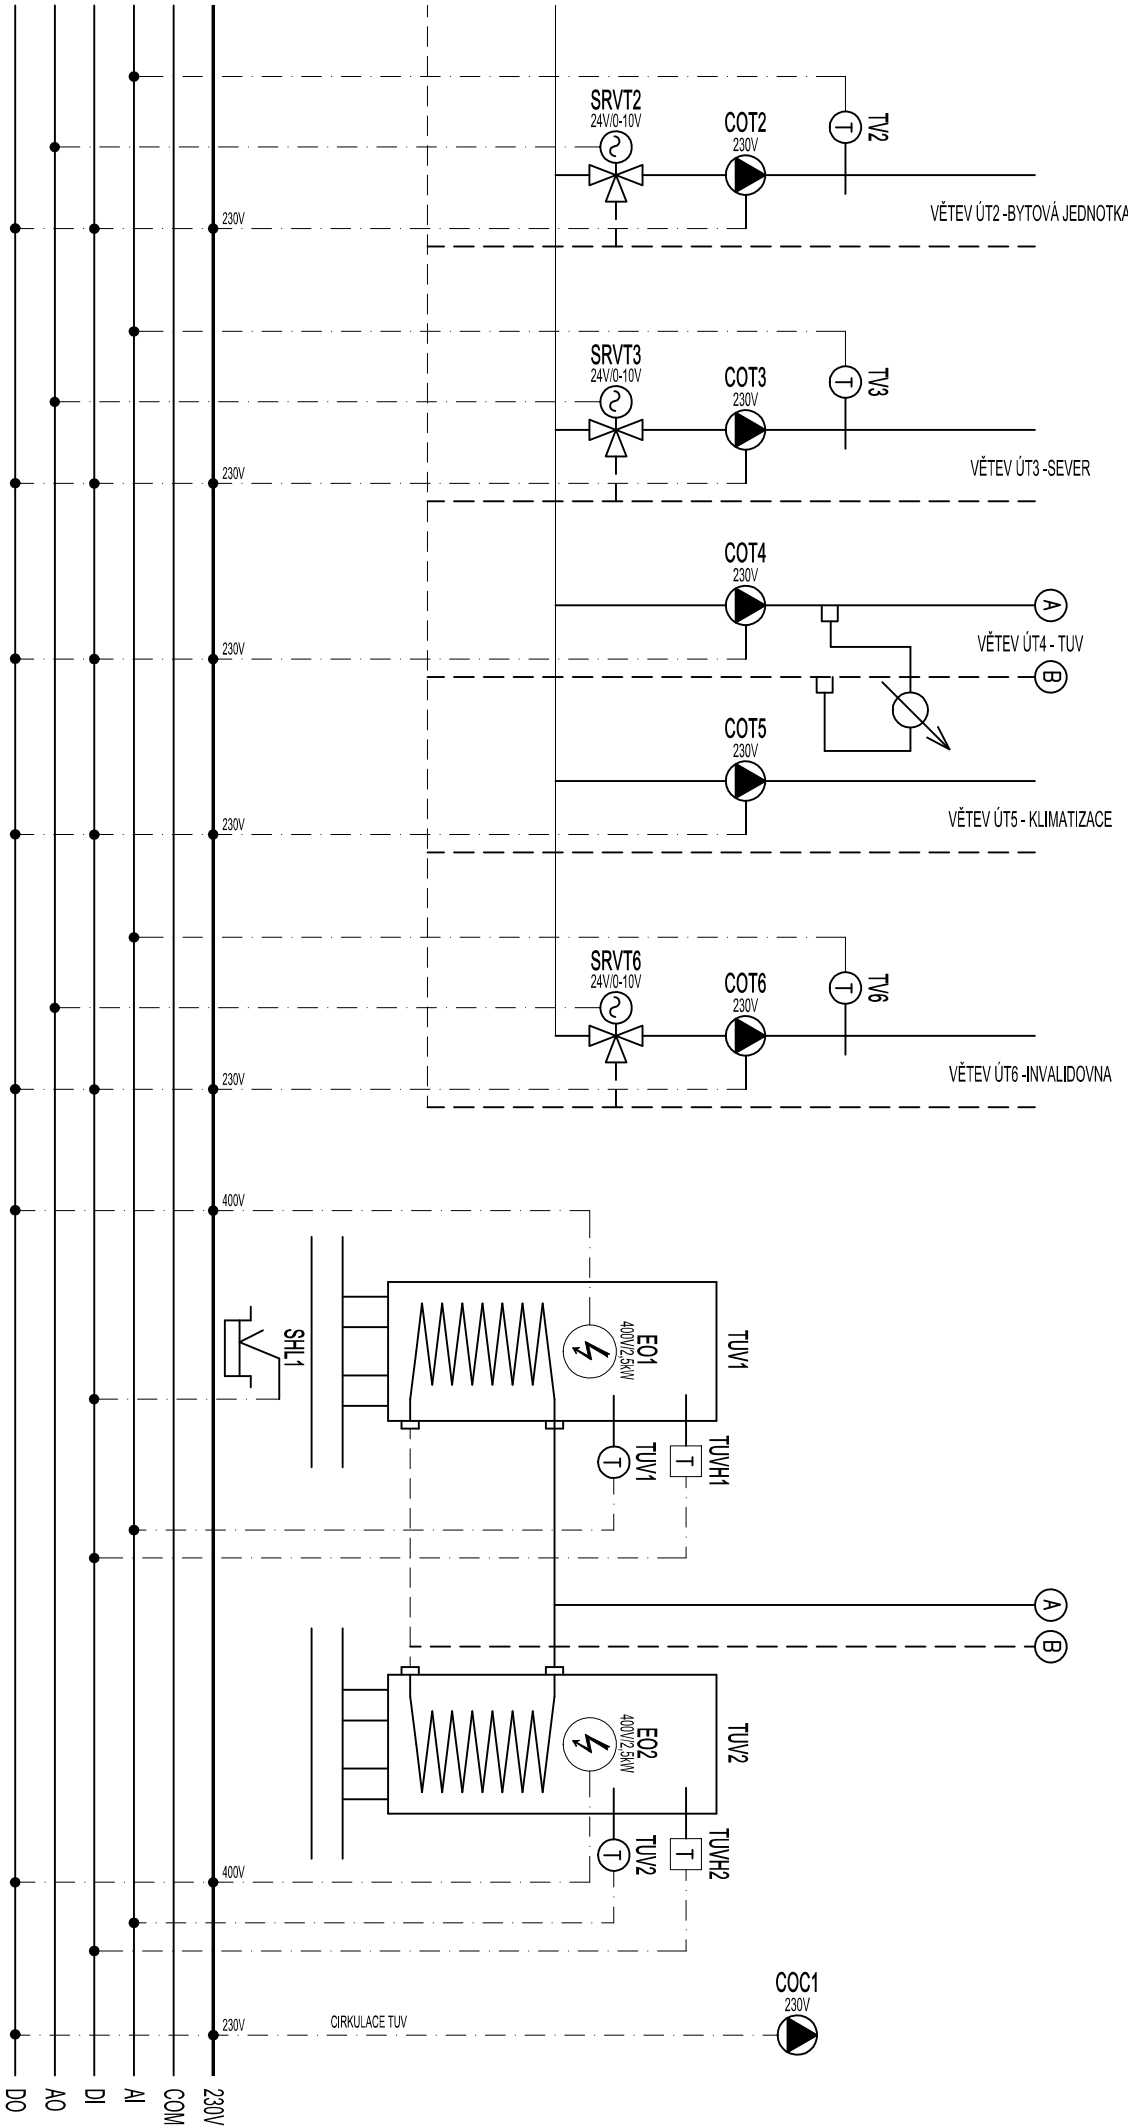 SRVT2
24V/0-10V
COT2
230V
TV2
T
VĚTEV ÚT2 -BYTOVÁ JEDNOTKA
230V
SRVT3
24V/0-10V
COT3
230V
TV3
T
VĚTEV ÚT3 -SEVER
230V
COT4
230V
A
VĚTEV ÚT4 - TUV
B
230V
COT5
230V
VĚTEV ÚT5 - KLIMATIZACE
230V
SRVT6
24V/0-10V
COT6
230V
TV6
T
VĚTEV ÚT6 -INVALIDOVNA
230V
400V
SHL1
EO1
400V/2,5kW
TUV1
TUV1
T
TUVH1
T
A
B
EO2
400V/2,5kW
TUV2
TUV2
T
TUVH2
T
400V
COC1
230V
230V
CIRKULACE TUV
DO
AO
DI
AI
COM
230V